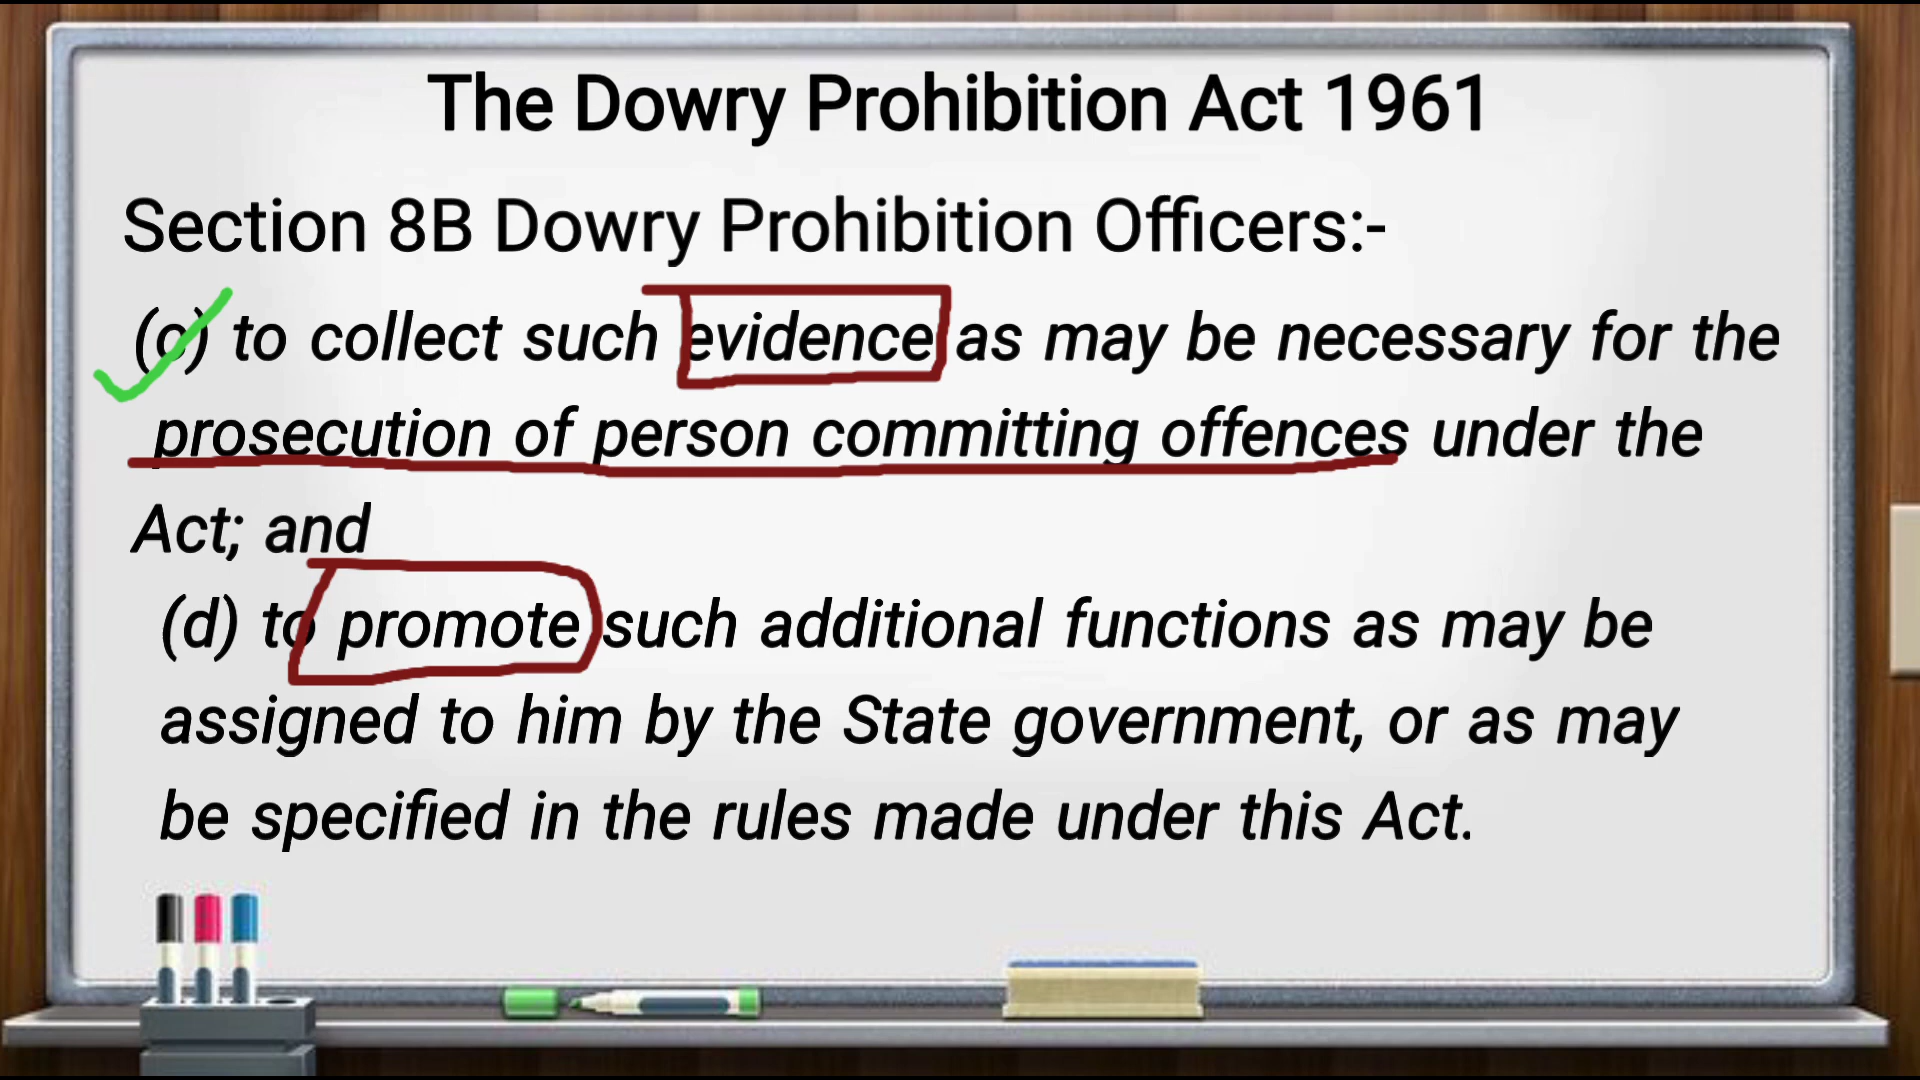 The Dowry Prohibition Act 1961
Section 8B Dowry Prohibition Officers:-
(c) to collect such evidence as may be necessary for the
prosecution of person committing offences under the
Act; and
(d) to promote such additional functions as may be
assigned to him by the State government, or as may
be specified in the rules made under this Act.